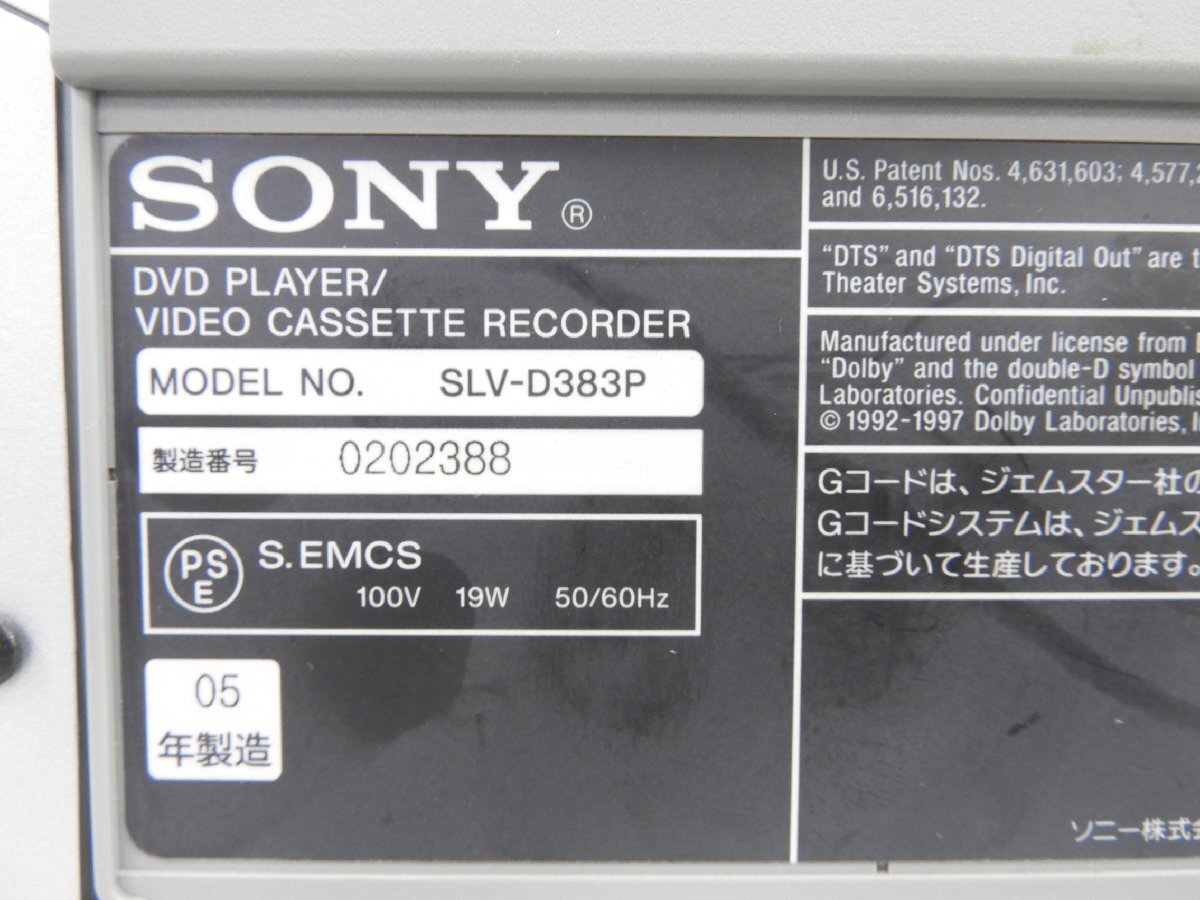 SONY®
DVD PLAYER/
VIDEO CASSETTE RECORDER
MODEL NO. SLV-D383P
製造番号 0202388
PSE S.EMCS
100V 19W 50/60Hz
05
年製造
U.S. Patent Nos. 4,631,603; 4,577,2
and 6,516,132.
“DTS” and “DTS Digital Out” are t
Theater Systems, Inc.
Manufactured under license from
“Dolby” and the double-D symbol
Laboratories. Confidential Unpublis
© 1992-1997 Dolby Laboratories, I
Gコードは、ジェムスター社の
Gコードシステムは、ジェムス
に基づいて生産しております。
ソニー株式会